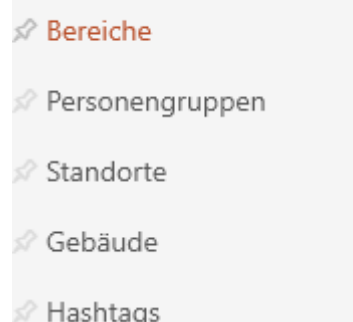 Bereiche
Personengruppen
Standorte
Gebäude
Hashtags